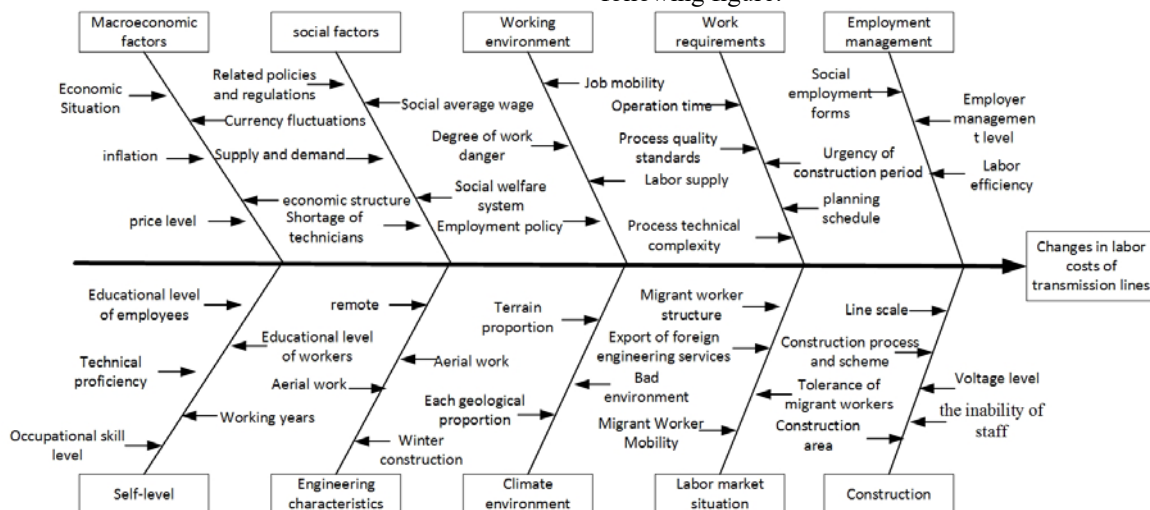 following figure.
Macroeconomic
factors
social factors
Working
environment
Work
requirements
Employment
management
Economic
Situation
Currency fluctuations
inflation
economic structure
price level
Related policies
and regulations
Social average wage
Supply and demand
Social welfare
system
Shortage of
technicians
Job mobility
Degree of work
danger
Labor supply
Employment policy
Operation time
Process quality
standards
Urgency of
construction period
planning
schedule
Process technical
complexity
Social
employment
forms
Employer
managemen
t level
Labor
efficiency
Changes in labor
costs of
transmission lines
Educational level
of employees
Educational level
of workers
Technical
proficiency
Working years
Occupational skill
level
remote
Aerial work
Aerial work
Winter
construction
Terrain
proportion
Bad
environment
Each geological
proportion
Migrant worker
structure
Export of foreign
engineering services
Tolerance of
migrant workers
Migrant Worker
Mobility
Line scale
Construction process
and scheme
Voltage level
the inability of
staff
Construction
area
Self-level
Engineering
characteristics
Climate
environment
Labor market
situation
Construction